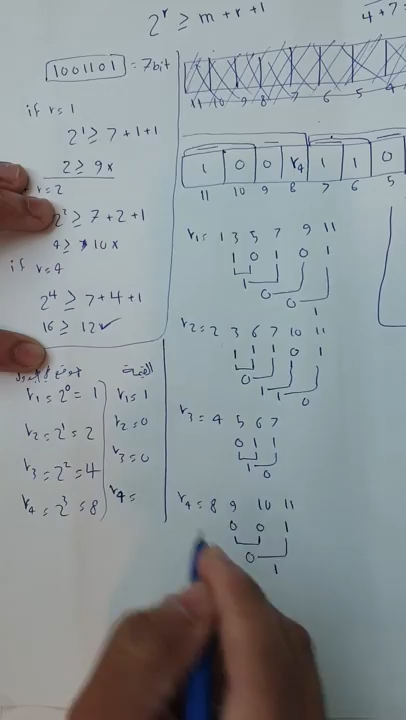 2^r ≥ m + r + 1
4 + 7
1001101 = 7bit
if r = 1
2^1 ≥ 7 + 1 + 1
2 ≥ 9 x
r = 2
2^2 ≥ 7 + 2 + 1
4 ≥ 10 x
if r = 4
2^4 ≥ 7 + 4 + 1
16 ≥ 12 ✓
11 10 9 8 7 6 5 4
1 0 0 r4 1 1 0
11 10 9 8 7 6 5
r1 = 1 3 5 7 9 11
1 0 1 0 1
1
0
0
1
r2 = 2 3 6 7 10 11
1 1 1 0 1
0
1
1
0
r3 = 4 5 6 7
0 1 1
1
0
r4 = 8 9 10 11
0 0 1
0
1
r1 = 2^0 = 1
r2 = 2^1 = 2
r3 = 2^2 = 4
r4 = 2^3 = 8
القيمة
r1 = 1
r2 = 0
r3 = 0
r4 =